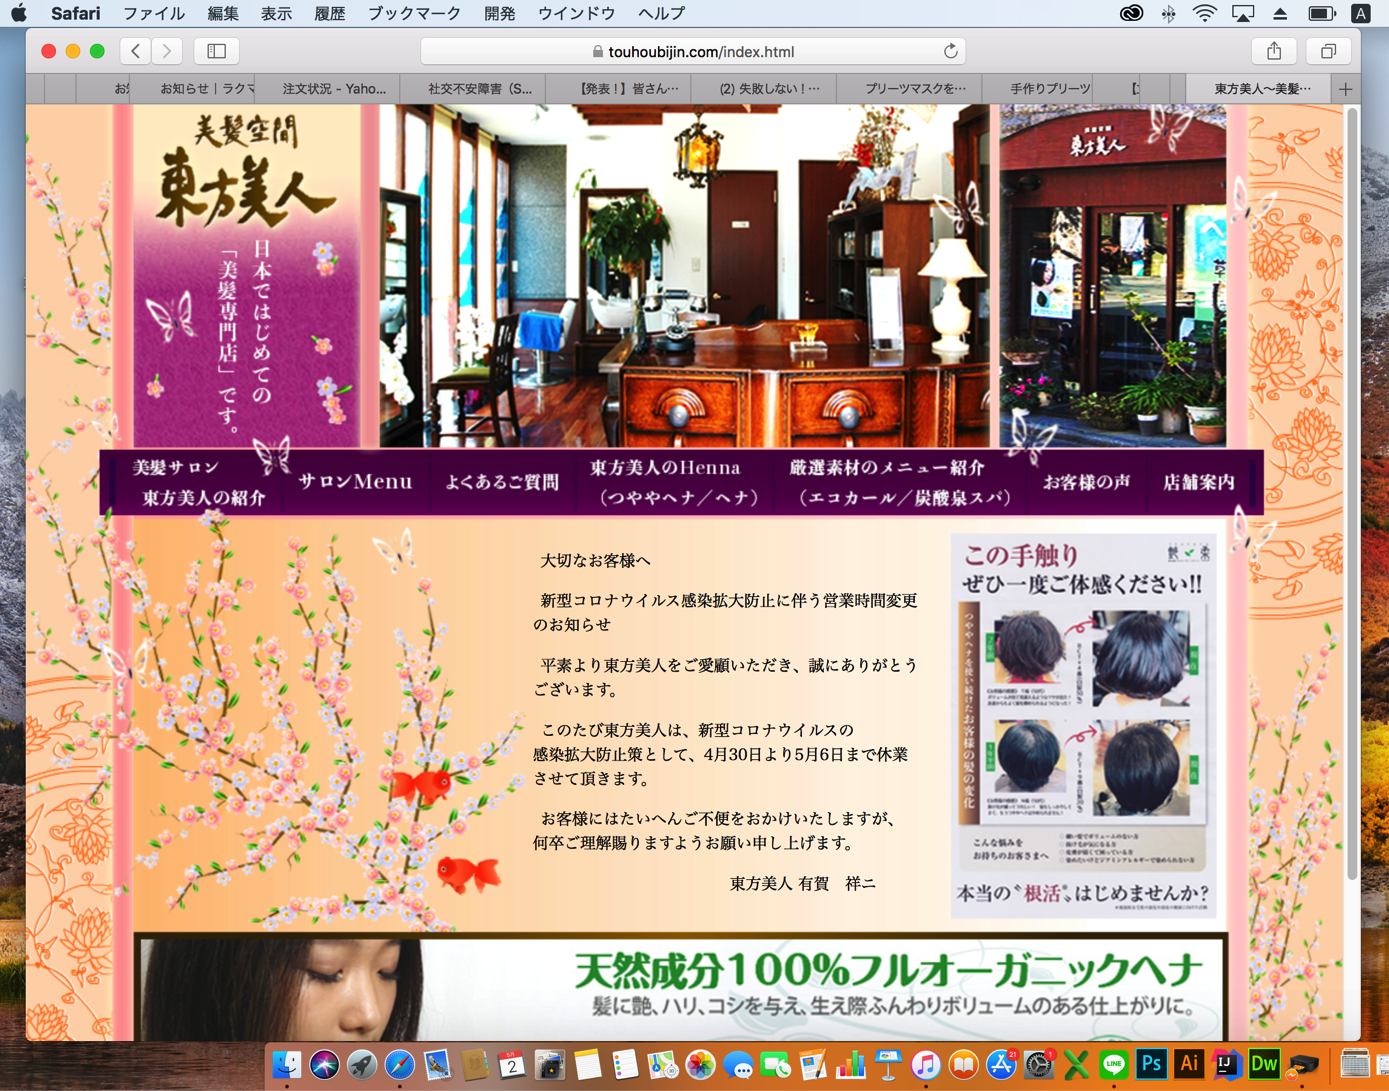 Safari ファイル 編集 表示 履歴 ブックマーク 開発 ウインドウ ヘルプ
A
touhoubijin.com/index.html
お知らせ｜ラクマ
注文状況 - Yaho…
社交不安障害（S…
【発表！】皆さん…
(2) 失敗しない！…
プリーツマスクを…
手作りプリーツ
東方美人〜美髪…
美髪空間
東方美人
日本ではじめての
「美髪専門店」です。
東方美人
美髪サロン
東方美人の紹介
サロンMenu
よくあるご質問
東方美人のHenna
（つややヘナ／ヘナ）
厳選素材のメニュー紹介
（エコカール／炭酸泉スパ）
お客様の声
店舗案内
大切なお客様へ
新型コロナウイルス感染拡大防止に伴う営業時間変更
のお知らせ
平素より東方美人をご愛顧いただき、誠にありがとう
ございます。
このたび東方美人は、新型コロナウイルスの
感染拡大防止策として、4月30日より5月6日まで休業
させて頂きます。
お客様にはたいへんご不便をおかけいたしますが、
何卒ご理解賜りますようお願い申し上げます。
東方美人 有賀　祥ニ
この手触り
ぜひ一度ご体感ください!!
つややヘナを使い続けたお客様の髪の変化
こんな悩みを
お持ちのお客さまへ
本当の〝根活〟はじめませんか?
天然成分100%フルオーガニックヘナ
髪に艶、ハリ、コシを与え、生え際ふんわりボリュームのある仕上がりに。
5月
2
21
1
LINE
Ps
Ai
IJ
Dw